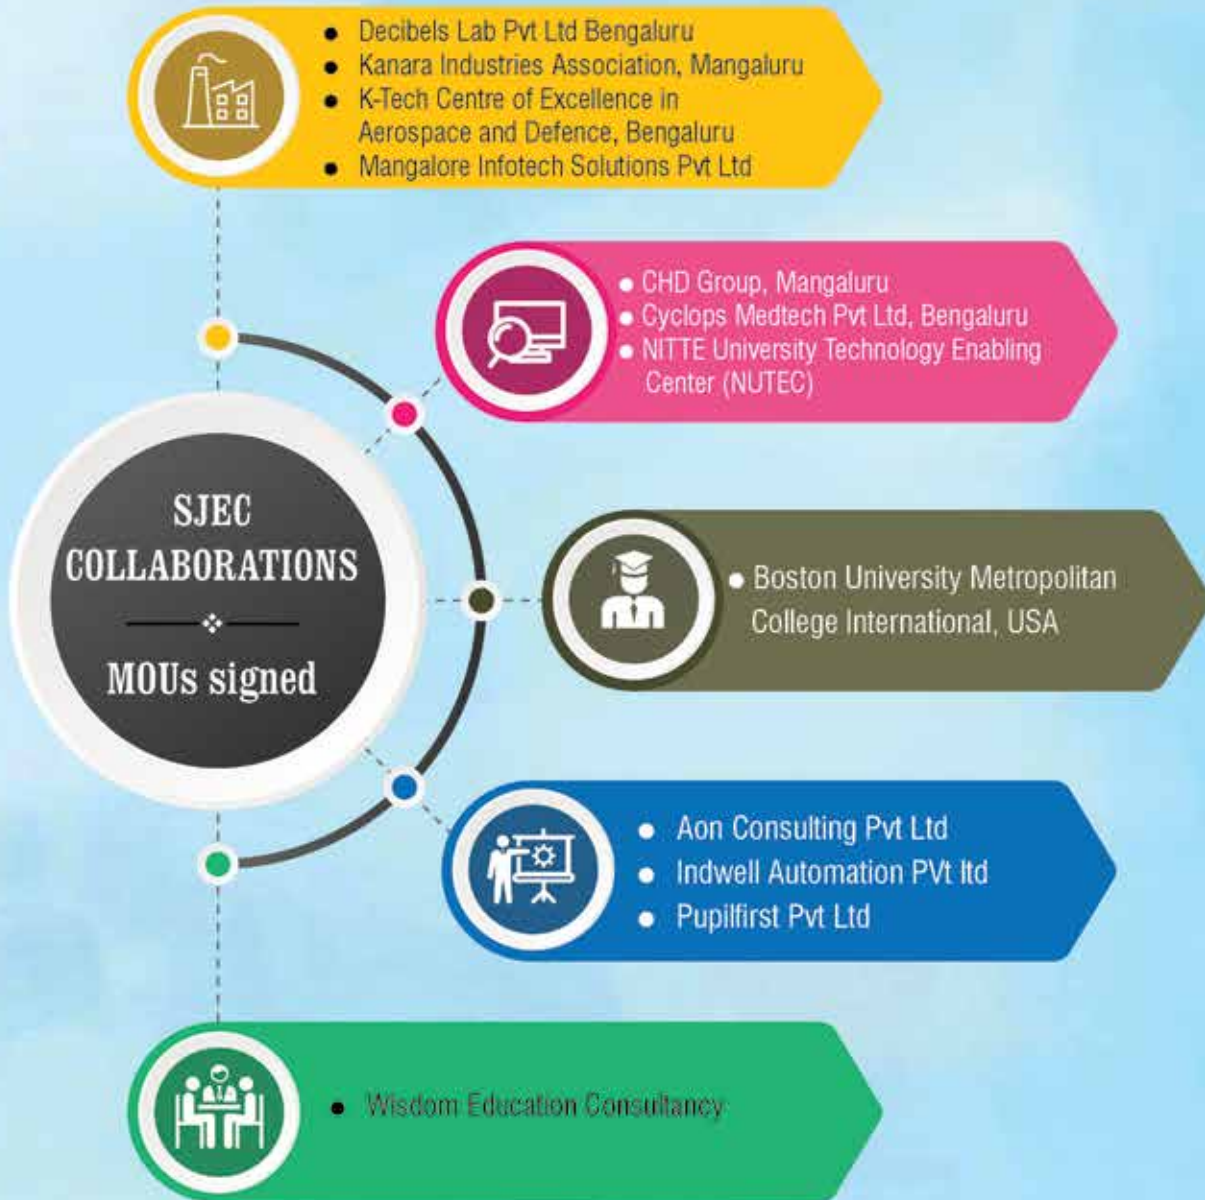 ● Decibels Lab Pvt Ltd Bengaluru
● Kanara Industries Association, Mangaluru
● K-Tech Centre of Excellence in
Aerospace and Defence, Bengaluru
● Mangalore Infotech Solutions Pvt Ltd
● CHD Group, Mangaluru
● Cyclops Medtech Pvt Ltd, Bengaluru
● NITTE University Technology Enabling
Center (NUTEC)
SJEC
COLLABORATIONS
MOUs signed
● Boston University Metropolitan
College International, USA
● Aon Consulting Pvt Ltd
● Indwell Automation PVt ltd
● Pupilfirst Pvt Ltd
● Wisdom Education Consultancy